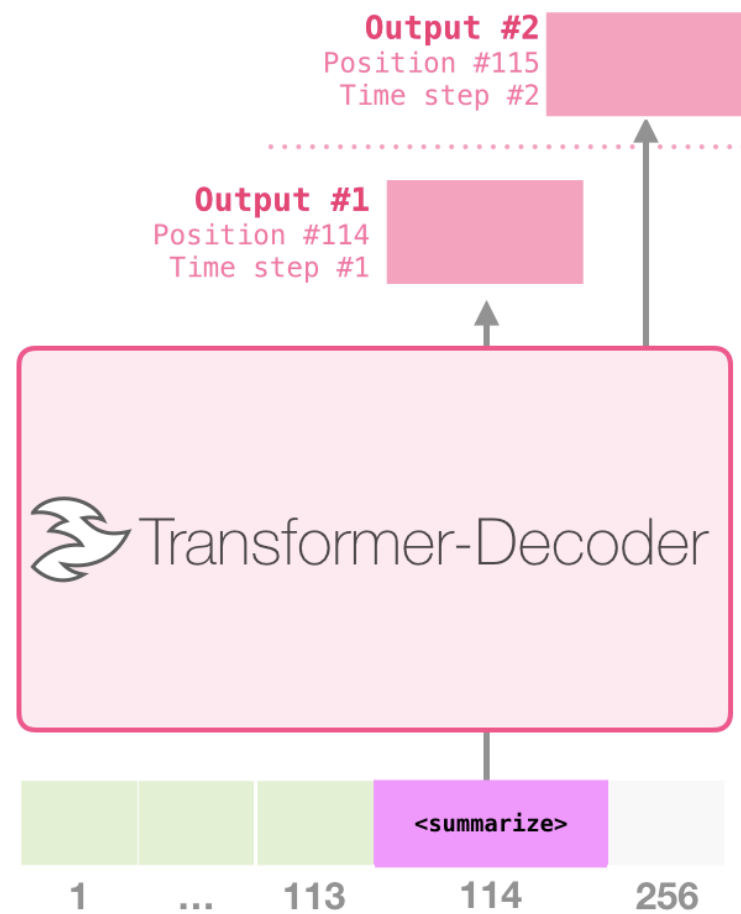 Output #2
Position #115
Time step #2
Output #1
Position #114
Time step #1
Transformer-Decoder
<summarize>
1 ... 113 114 256